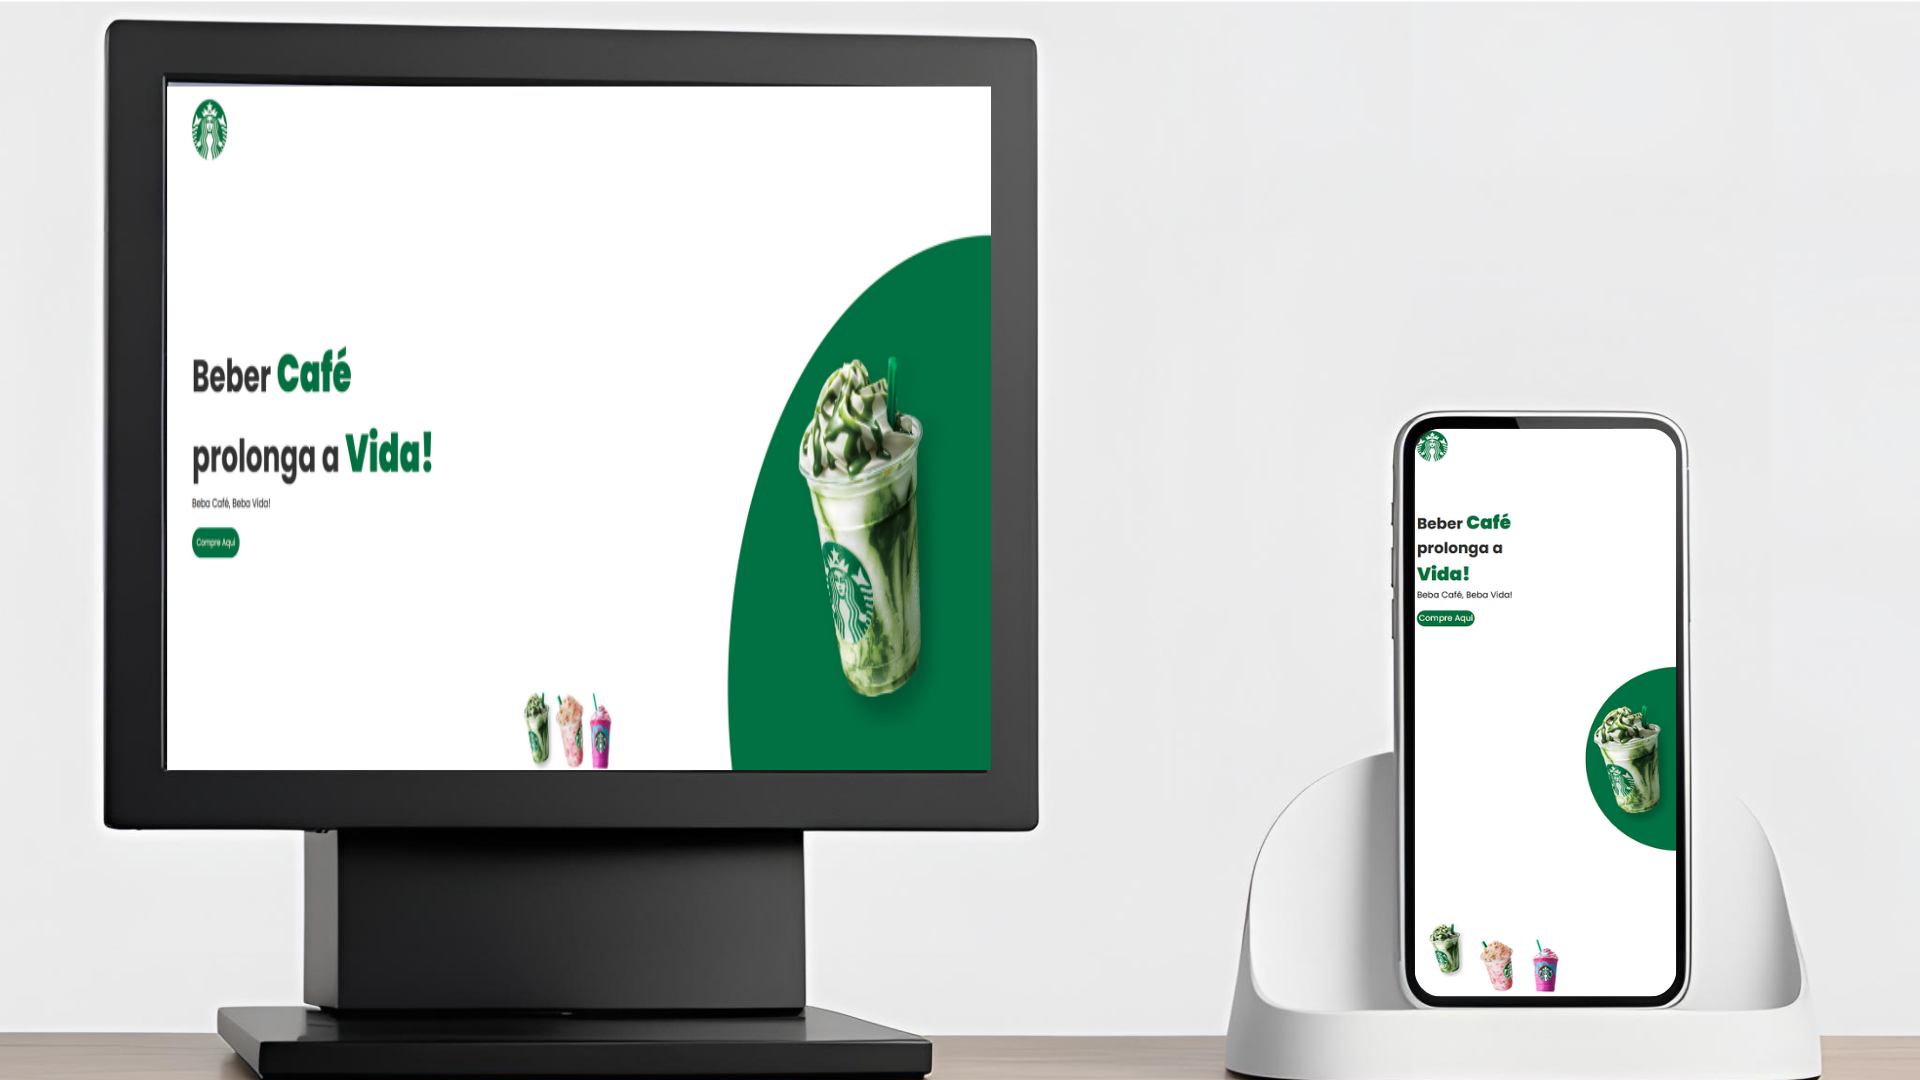 Beber Café
prolonga a Vida!
Beba Café, Beba Vida!
Compre Aqui
Beber Café
prolonga a
Vida!
Beba Café, Beba Vida!
Compre Aqui